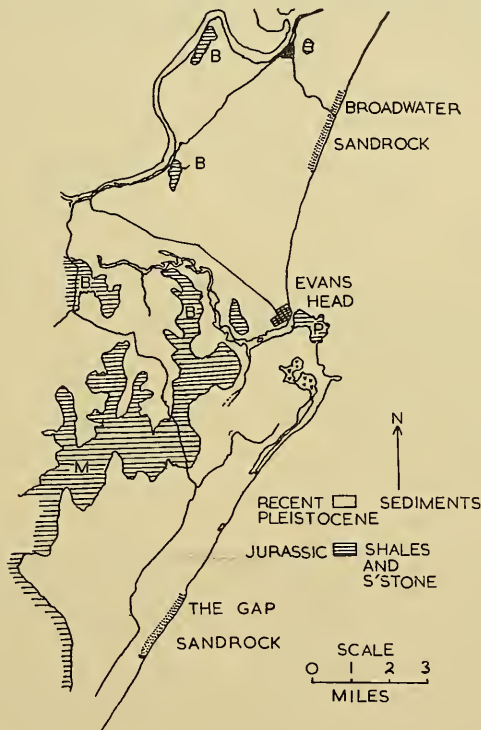 B
B
BROADWATER
SANDROCK
B
EVANS
HEAD
B
B
P
N
M
RECENT SEDIMENTS
PLEISTOCENE
JURASSIC SHALES
AND
S'STONE
THE GAP
SANDROCK
SCALE
0 1 2 3
MILES